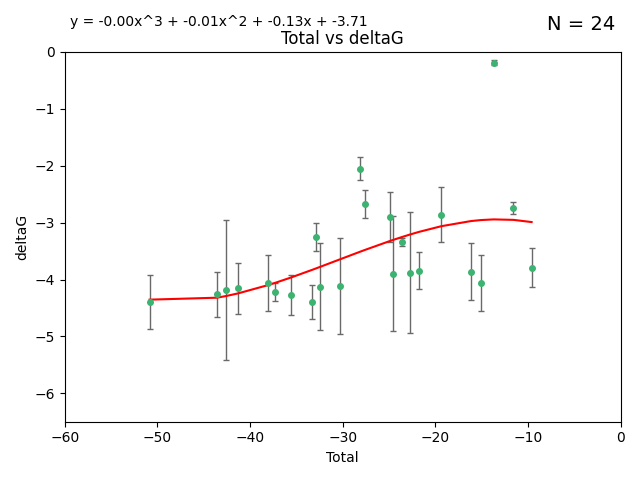 y = -0.00x^3 + -0.01x^2 + -0.13x + -3.71
N = 24
Total vs deltaG
0
−1
−2
−3
−4
−5
−6
deltaG
−60
−50
−40
−30
−20
−10
0
Total